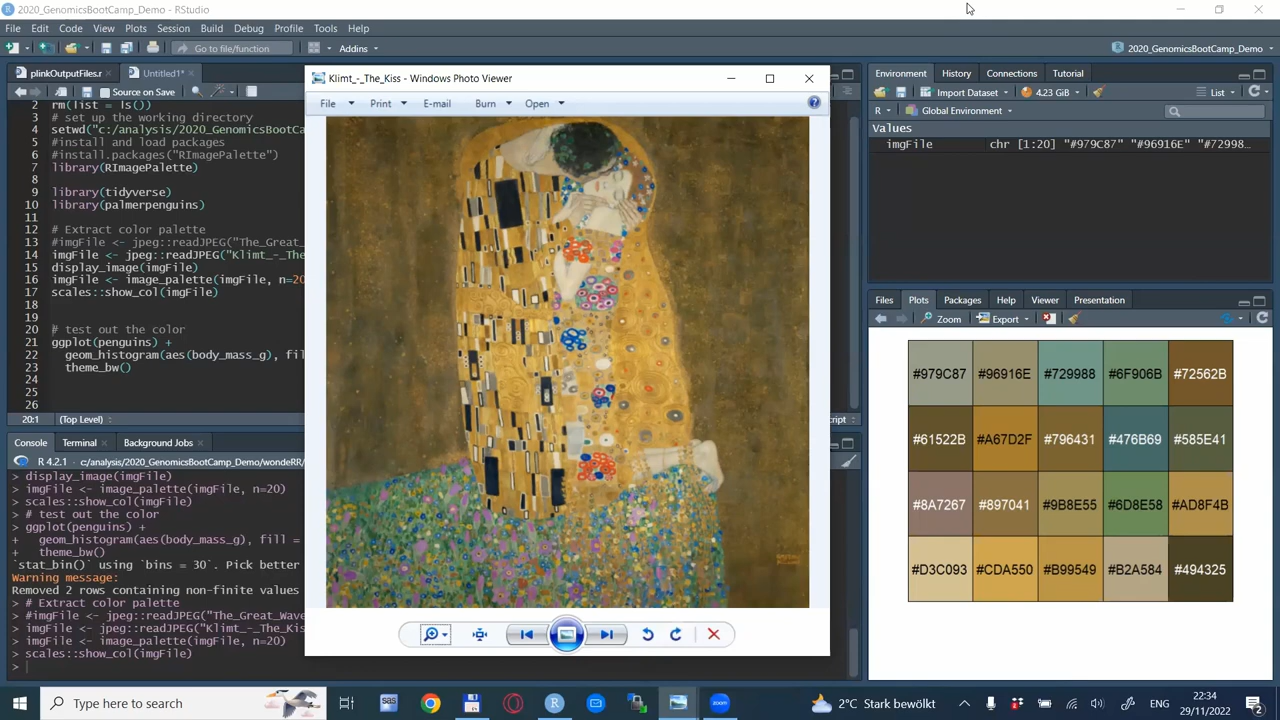 2020_GenomicsBootCamp_Demo - RStudio
File Edit Code View Plots Session Build Debug Profile Tools Help
Go to file/function Addins 2020_GenomicsBootCamp_Demo
plinkOutputFiles.r Untitled1*
Source on Save
2 rm(list = ls())
3 # set up the working directory
4 setwd("c:/analysis/2020_GenomicsBootCa
5 #install and load packages
6 #install.packages("RImagePalette")
7 library(RImagePalette)
8
9 library(tidyverse)
10 library(palmerpenguins)
11
12 # Extract color palette
13 #imgFile <- jpeg::readJPEG("The_Great_
14 imgFile <- jpeg::readJPEG("Klimt_-_The
15 display_image(imgFile)
16 imgFile <- image_palette(imgFile, n=20
17 scales::show_col(imgFile)
18
19
20 # test out the color
21 ggplot(penguins) +
22 geom_histogram(aes(body_mass_g), fill
23 theme_bw()
24
25
26
20:1 (Top Level) cript
Console Terminal Background Jobs
R 4.2.1 c:/analysis/2020_GenomicsBootCamp_Demo/wondeRR/
> display_image(imgFile)
> imgFile <- image_palette(imgFile, n=20)
> scales::show_col(imgFile)
> # test out the color
> ggplot(penguins) +
+ geom_histogram(aes(body_mass_g), fill =
+ theme_bw()
`stat_bin()` using `bins = 30`. Pick better
Warning message:
Removed 2 rows containing non-finite values
> # Extract color palette
> #imgFile <- jpeg::readJPEG("The_Great_Wave
> imgFile <- jpeg::readJPEG("Klimt_-_The_Kis
> imgFile <- image_palette(imgFile, n=20)
> scales::show_col(imgFile)
>
Klimt_-_The_Kiss - Windows Photo Viewer
File Print E-mail Burn Open
Environment History Connections Tutorial
Import Dataset 4.23 GiB List
R Global Environment
Values
imgFile chr [1:20] "#979C87" "#96916E" "#72998…
Files Plots Packages Help Viewer Presentation
Zoom Export
#979C87 #96916E #729988 #6F906B #72562B
#61522B #A67D2F #796431 #476B69 #585E41
#8A7267 #897041 #9B8E55 #6D8E58 #AD8F4B
#D3C093 #CDA550 #B99549 #B2A584 #494325
Type here to search
sas
zoom
2°C Stark bewölkt
ENG
22:34
29/11/2022
2